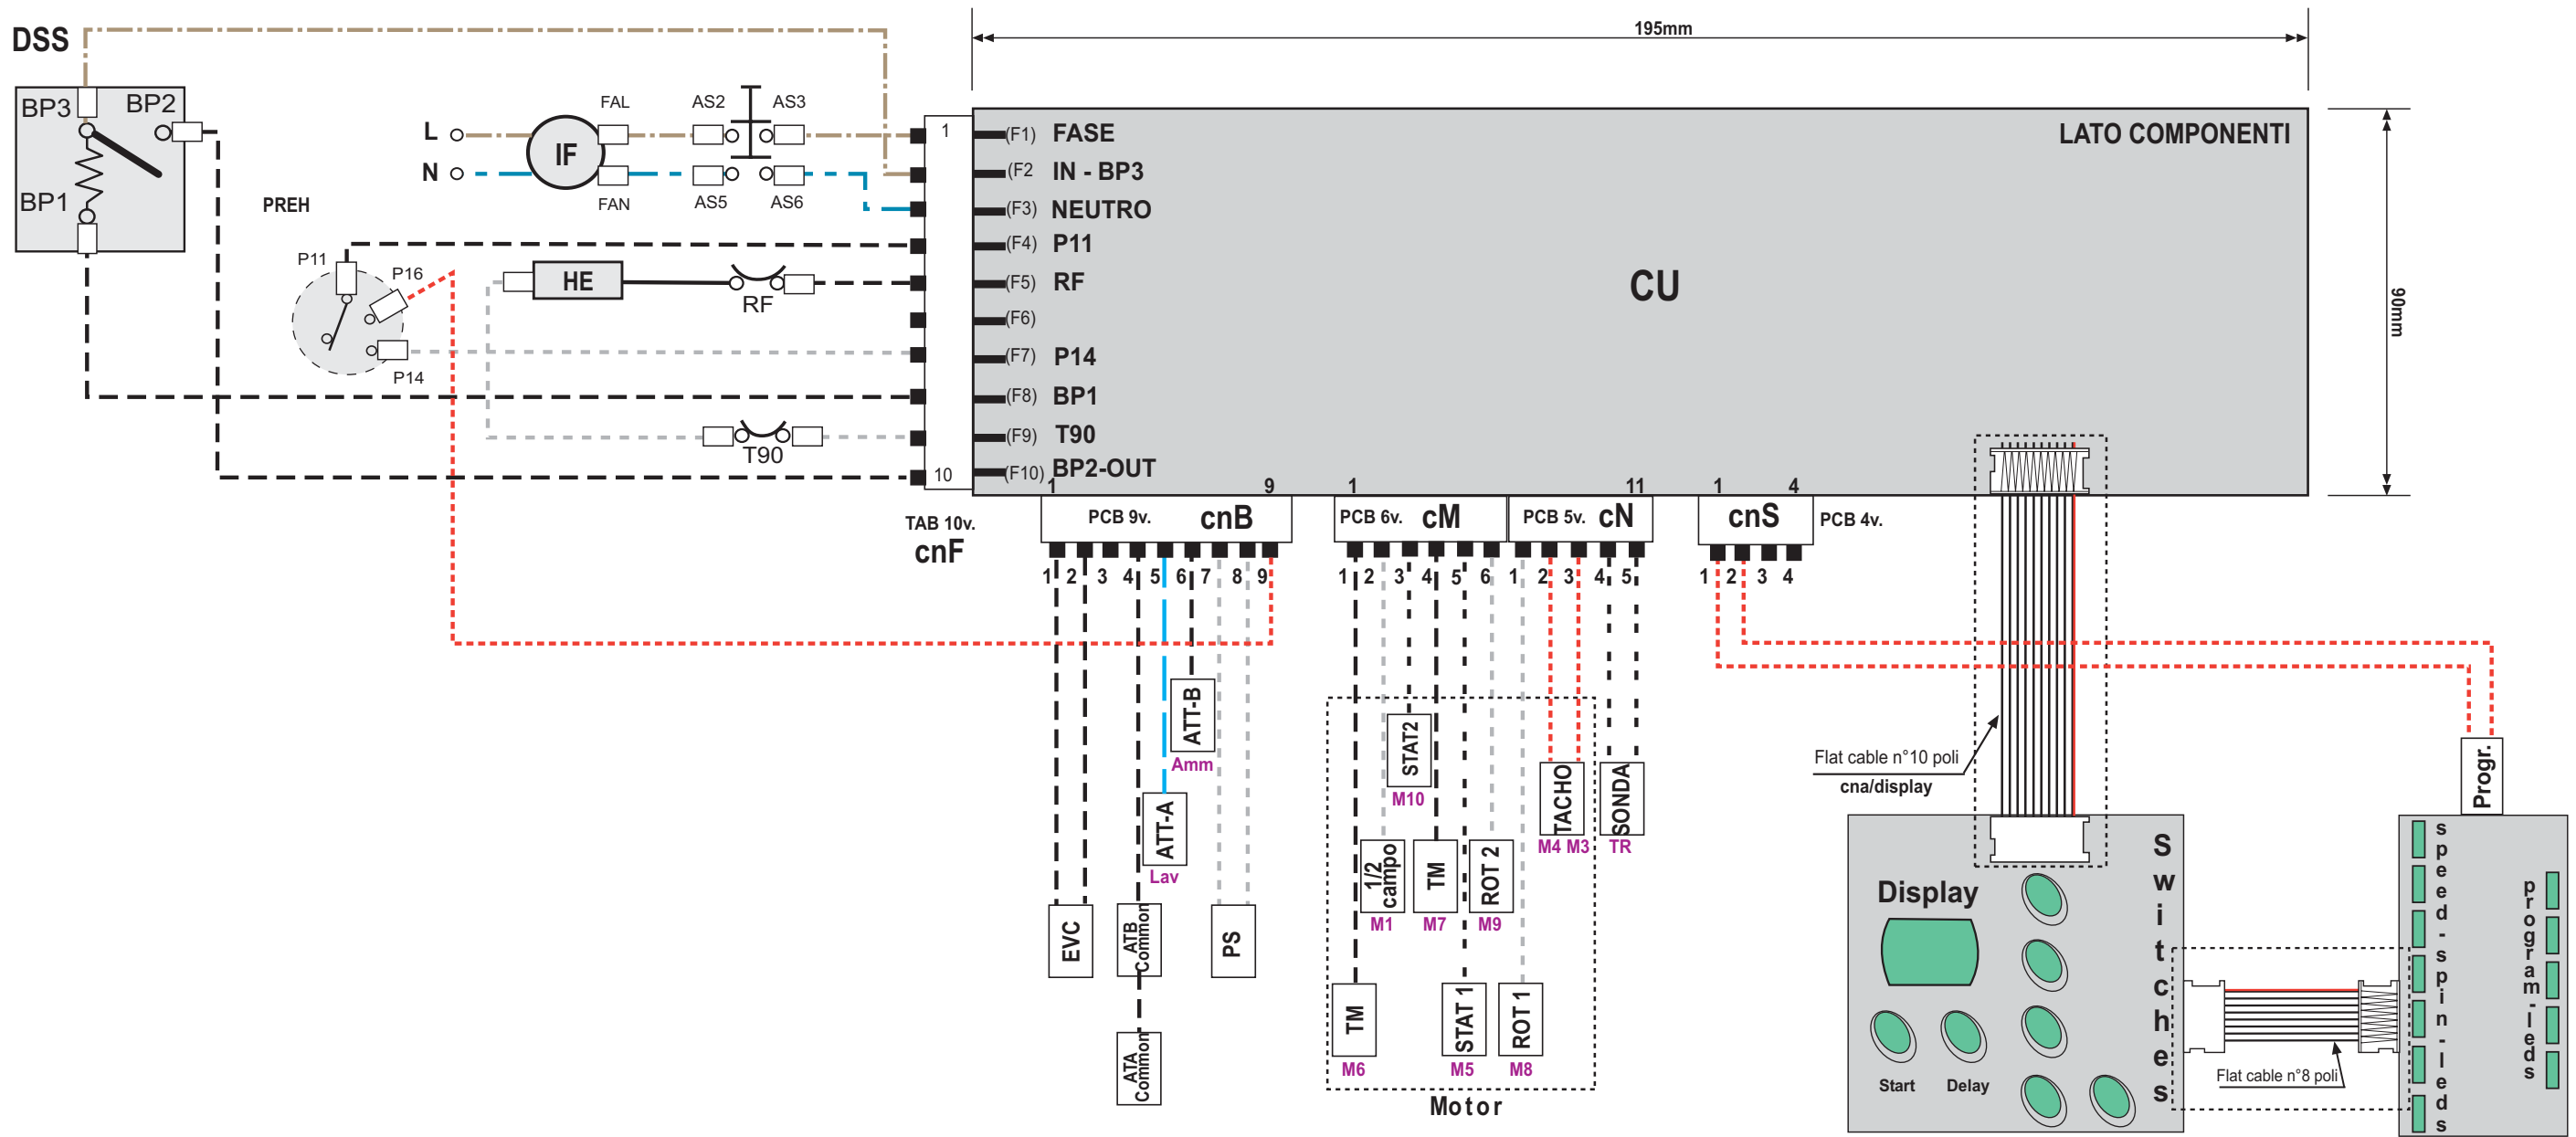 195mm
DSS
BP3
BP2
BP1
L
N
IF
FAL
FAN
AS2
AS3
AS5
AS6
PREH
P11
P16
P14
HE
RF
T90
1
10
(F1) FASE
(F2 IN - BP3
(F3) NEUTRO
(F4) P11
(F5) RF
(F6)
(F7) P14
(F8) BP1
(F9) T90
(F10) BP2-OUT
LATO COMPONENTI
CU
90mm
1 9
1 11
1 4
TAB 10v.
cnF
PCB 9v. cnB
PCB 6v. cM
PCB 5v. cN
cnS PCB 4v.
1 2 3 4 5 6 7 8 9
1 2 3 4 5 6
1 2 3 4 5
1 2 3 4
ATT-B
Amm
ATT-A
Lav
EVC
ATB
Common
ATA
Common
PS
STAT2
M10
1/2
campo
M1
TM
M7
ROT 2
M9
TM
M6
STAT 1
M5
ROT 1
M8
TACHO
M4 M3
SONDA
TR
Motor
Flat cable n°10 poli
cna/display
Progr.
Display
Switches
Start
Delay
Flat cable n°8 poli
speed-spin-leds
program-leds